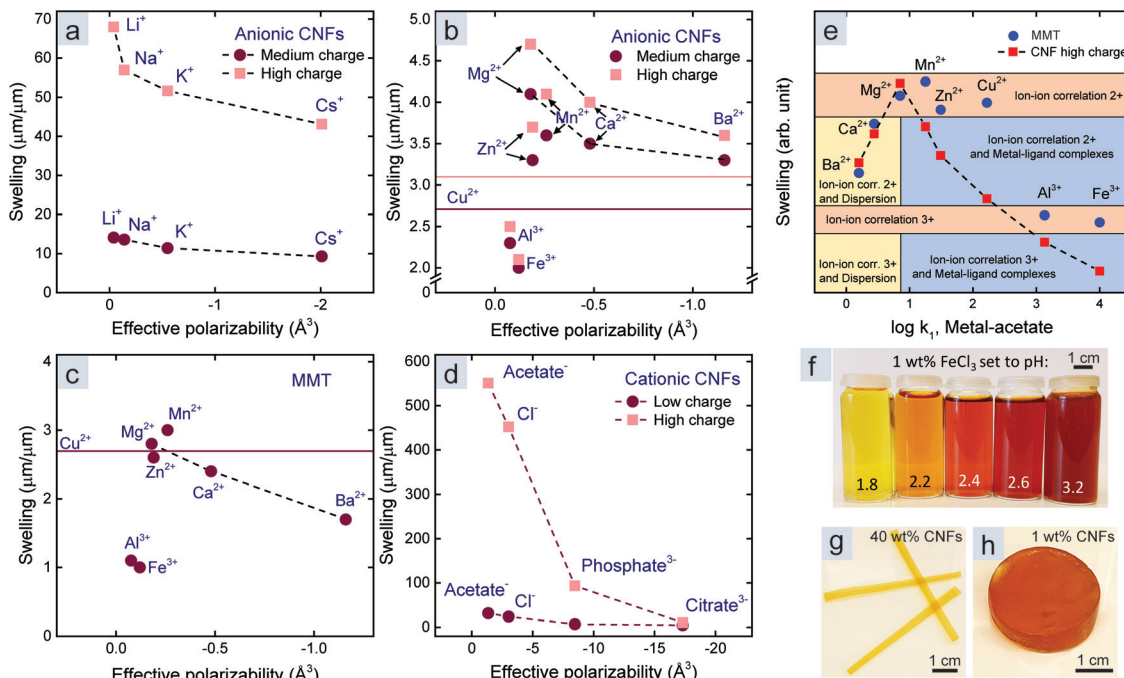 a
Anionic CNFs
Medium charge
High charge
Li⁺
Na⁺
K⁺
Cs⁺
Li⁺
Na⁺
K⁺
Cs⁺
70
60
50
40
30
20
10
0
Swelling (µm/µm)
0
-1
-2
Effective polarizability (Å³)
b
Anionic CNFs
Medium charge
High charge
Mg²⁺
Mn²⁺
Ca²⁺
Ba²⁺
Zn²⁺
Cu²⁺
Al³⁺
Fe³⁺
5.0
4.5
4.0
3.5
3.0
2.5
2.0
0
Swelling (µm/µm)
0.0
-0.5
-1.0
Effective polarizability (Å³)
e
MMT
CNF high charge
Mn²⁺
Mg²⁺
Zn²⁺
Cu²⁺
Ion-ion correlation 2+
Ca²⁺
Ba²⁺
Ion-ion correlation 2+
and Metal-ligand complexes
Ion-ion corr. 2+
and Dispersion
Al³⁺
Fe³⁺
Ion-ion correlation 3+
Ion-ion corr. 3+
and Dispersion
Ion-ion correlation 3+
and Metal-ligand complexes
Swelling (arb. unit)
0
1
2
3
4
log k₁, Metal-acetate
c
MMT
Mn²⁺
Cu²⁺
Mg²⁺
Zn²⁺
Ca²⁺
Ba²⁺
Al³⁺
Fe³⁺
4
3
2
1
0
Swelling (µm/µm)
0.0
-0.5
-1.0
Effective polarizability (Å³)
d
Cationic CNFs
Low charge
High charge
Acetate⁻
Cl⁻
Phosphate³⁻
Acetate⁻
Cl⁻
Citrate³⁻
600
500
400
300
200
100
0
Swelling (µm/µm)
0
-5
-10
-15
-20
Effective polarizability (Å³)
f
1 wt% FeCl₃ set to pH:
1 cm
1.8
2.2
2.4
2.6
3.2
g
40 wt% CNFs
1 cm
h
1 wt% CNFs
1 cm